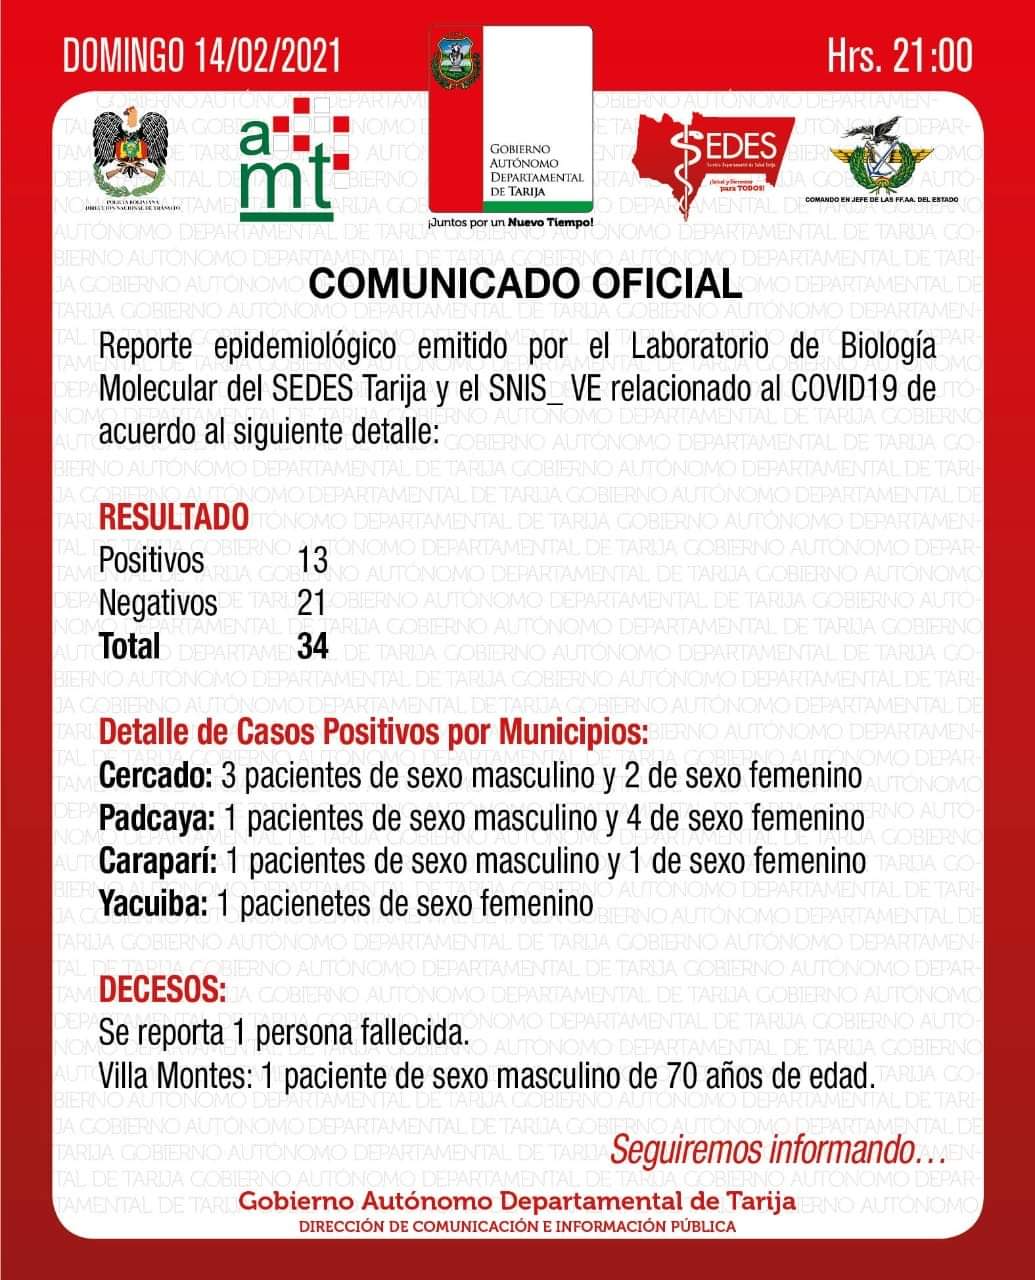 DOMINGO 14/02/2021
Hrs. 21:00
POLICÍA BOLIVIANA
DIRECCIÓN NACIONAL DE TRÁNSITO
amt
GOBIERNO
AUTÓNOMO
DEPARTAMENTAL
DE TARIJA
¡Juntos por un Nuevo Tiempo!
SEDES
Servicio Departamental de Salud Tarija
¡Salud y Bienestar
para TODOS!
COMANDO EN JEFE DE LAS FF.AA. DEL ESTADO
COMUNICADO OFICIAL
Reporte epidemiológico emitido por el Laboratorio de Biología
Molecular del SEDES Tarija y el SNIS_VE relacionado al COVID19 de
acuerdo al siguiente detalle:
RESULTADO
Positivos 13
Negativos 21
Total 34
Detalle de Casos Positivos por Municipios:
Cercado: 3 pacientes de sexo masculino y 2 de sexo femenino
Padcaya: 1 pacientes de sexo masculino y 4 de sexo femenino
Caraparí: 1 pacientes de sexo masculino y 1 de sexo femenino
Yacuiba: 1 pacienetes de sexo femenino
DECESOS:
Se reporta 1 persona fallecida.
Villa Montes: 1 paciente de sexo masculino de 70 años de edad.
Seguiremos informando...
Gobierno Autónomo Departamental de Tarija
DIRECCIÓN DE COMUNICACIÓN E INFORMACIÓN PÚBLICA